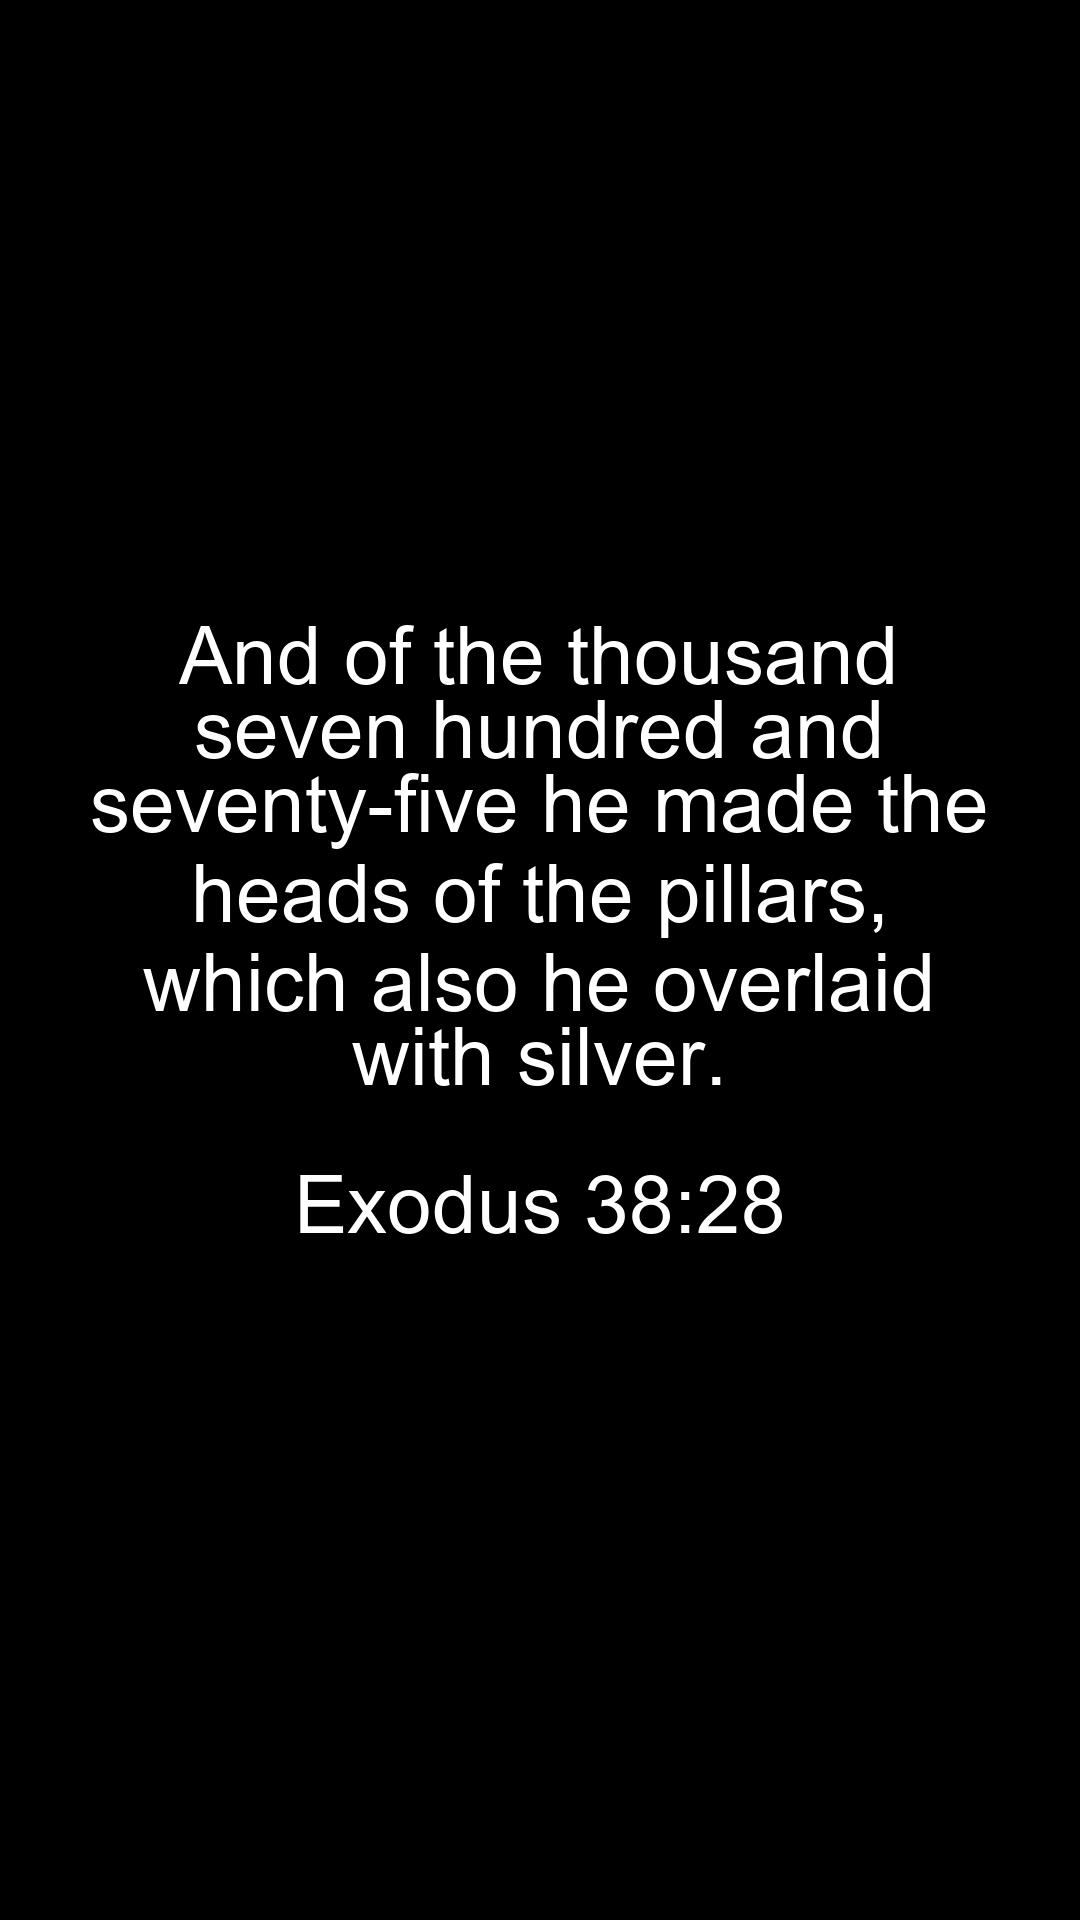 And of the thousand
seven hundred and
seventy-five he made the
heads of the pillars,
which also he overlaid
with silver.
Exodus 38:28